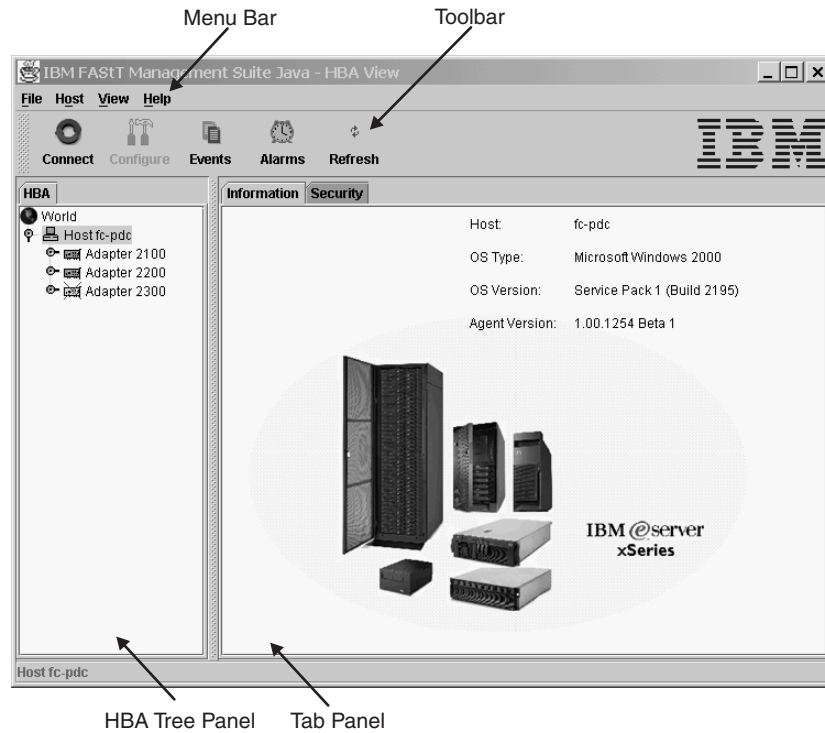 Menu Bar
Toolbar
IBM FAStT Management Suite Java - HBA View
File Host View Help
Connect Configure Events Alarms Refresh
IBM
HBA
Information Security
World
Host fc-pdc
Adapter 2100
Adapter 2200
Adapter 2300
Host: fc-pdc
OS Type: Microsoft Windows 2000
OS Version: Service Pack 1 (Build 2195)
Agent Version: 1.00.1254 Beta 1
IBM @server
xSeries
Host fc-pdc
HBA Tree Panel
Tab Panel